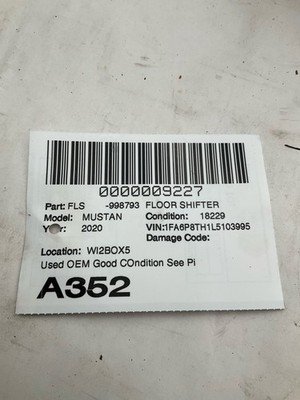 0000009227
Part: FLS -998793 FLOOR SHIFTER
Model: MUSTAN Condition: 18229
Year: 2020 VIN:1FA6P8TH1L5103995
Damage Code:
Location: WI2BOX5
Used OEM Good COndition See Pi
A352